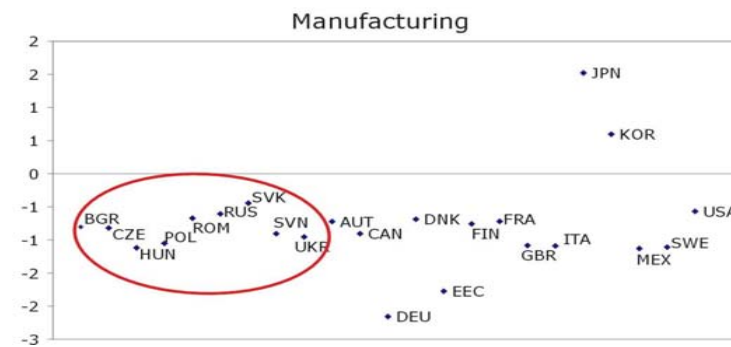 Manufacturing
2
2
JPN
1
1
KOR
0
SVK
-1
BGR
RUS
USA
CZE
ROM
SVN
AUT
DNK
FRA
POL
UKR
CAN
FIN
ITA
SWE
-1
HUN
GBR
MEX
-2
EEC
-2
DEU
-3